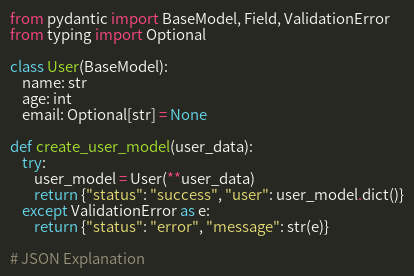 from pydantic import BaseModel, Field, ValidationError
from typing import Optional

class User(BaseModel):
    name: str
    age: int
    email: Optional[str] = None

def create_user_model(user_data):
    try:
        user_model = User(**user_data)
        return {"status": "success", "user": user_model.dict()}
    except ValidationError as e:
        return {"status": "error", "message": str(e)}

# JSON Explanation